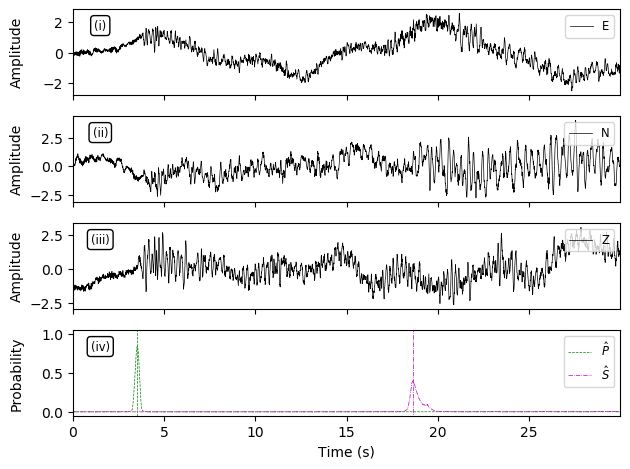 Amplitude
2
0
−2
(i)
E
Amplitude
2.5
0.0
−2.5
(ii)
N
Amplitude
2.5
0.0
−2.5
(iii)
Z
Probability
1.0
0.5
0.0
(iv)
P̂
Ŝ
0 5 10 15 20 25
Time (s)